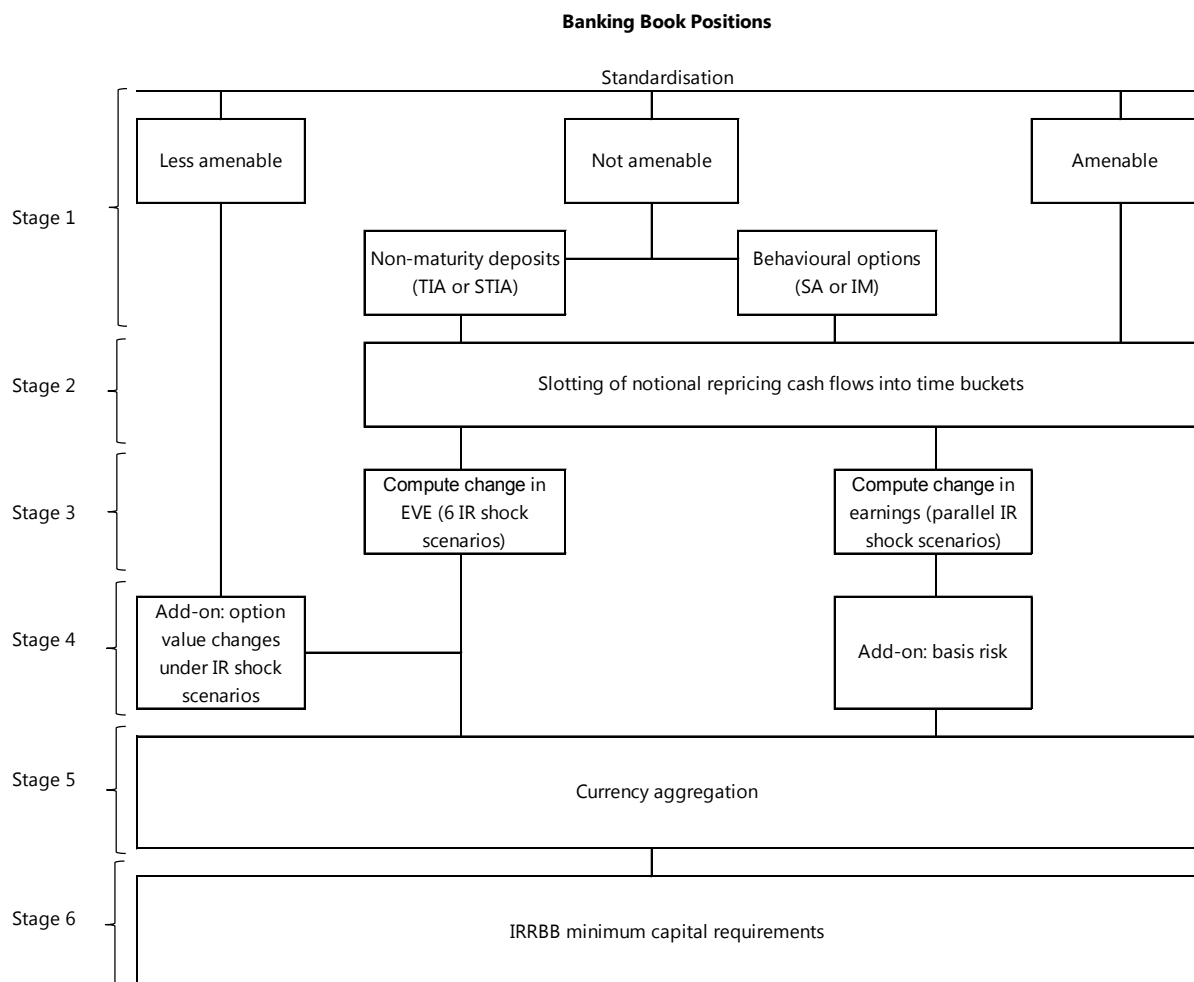 Banking Book Positions
Standardisation
Stage 1
Less amenable
Not amenable
Amenable
Non-maturity deposits
(TIA or STIA)
Behavioural options
(SA or IM)
Stage 2
Slotting of notional repricing cash flows into time buckets
Stage 3
Compute change in
EVE (6 IR shock
scenarios)
Compute change in
earnings (parallel IR
shock scenarios)
Stage 4
Add-on: option
value changes
under IR shock
scenarios
Add-on: basis risk
Stage 5
Currency aggregation
Stage 6
IRRBB minimum capital requirements